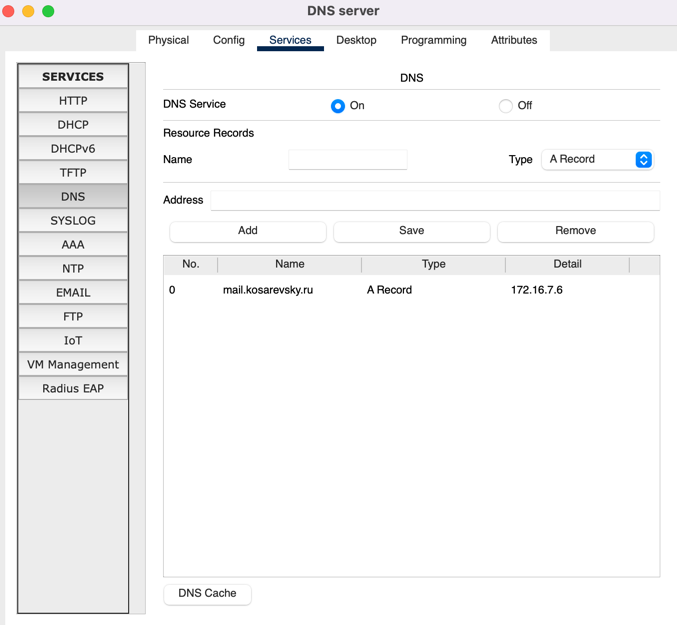 DNS server
Physical Config Services Desktop Programming Attributes
SERVICES
HTTP
DHCP
DHCPv6
TFTP
DNS
SYSLOG
AAA
NTP
EMAIL
FTP
IoT
VM Management
Radius EAP
DNS
DNS Service On Off
Resource Records
Name Type A Record
Address
Add Save Remove
No. Name Type Detail
0 mail.kosarevsky.ru A Record 172.16.7.6
DNS Cache